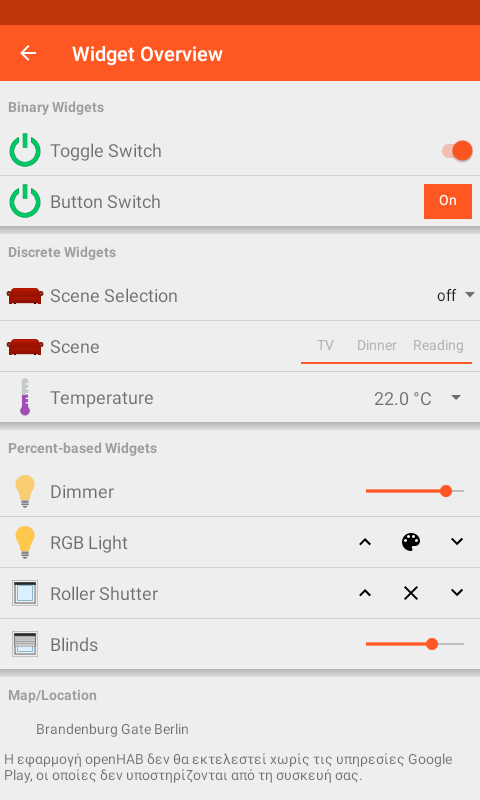 Widget Overview
Binary Widgets
Toggle Switch
Button Switch
On
Discrete Widgets
Scene Selection
off
Scene
TV Dinner Reading
Temperature
22.0 °C
Percent-based Widgets
Dimmer
RGB Light
Roller Shutter
Blinds
Map/Location
Brandenburg Gate Berlin
Η εφαρμογή openHAB δεν θα εκτελεστεί χωρίς τις υπηρεσίες Google
Play, οι οποίες δεν υποστηρίζονται από τη συσκευή σας.